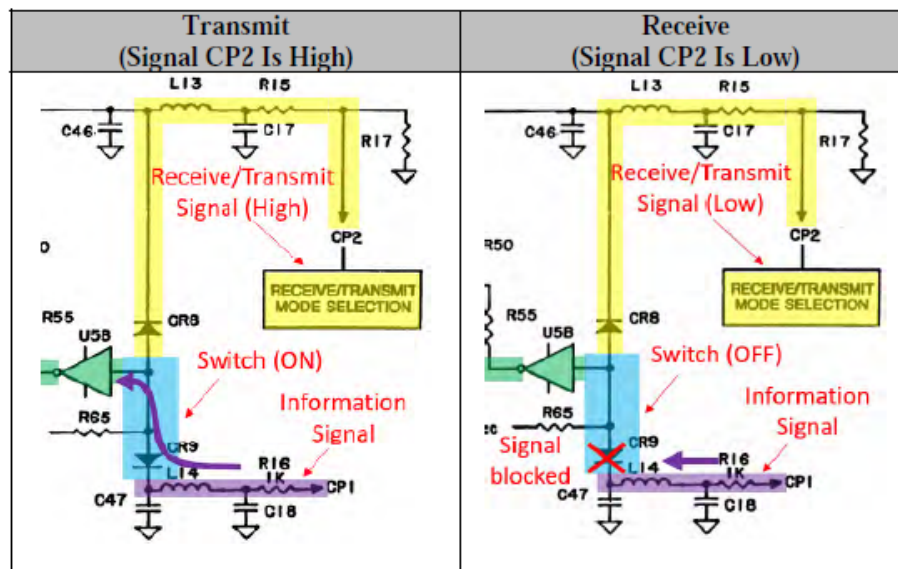 Transmit
(Signal CP2 Is High)
L13
R15
C46
C17
R17
Receive/Transmit
Signal (High)
CP2
RECEIVE/TRANSMIT
MODE SELECTION
R55
U5B
CR8
Switch (ON)
Information
Signal
R65
CR9
L14
R16
1K
CP1
C47
C18
Receive
(Signal CP2 Is Low)
L13
R15
C46
C17
R17
Receive/Transmit
Signal (Low)
CP2
R50
RECEIVE/TRANSMIT
MODE SELECTION
R55
U5B
CR8
Switch (OFF)
Information
Signal
R65
Signal
blocked
CR9
L14
R16
1K
CP1
C47
C18